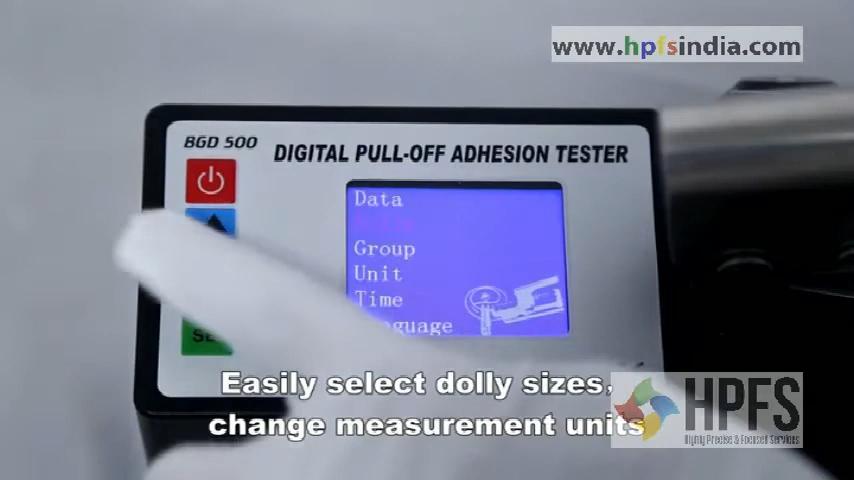 www.hpfsindia.com
BGD 500
DIGITAL PULL-OFF ADHESION TESTER
Data
Group
Unit
Time
Easily select dolly sizes,
change measurement units
HPFS
Highly Precise & Focused Services